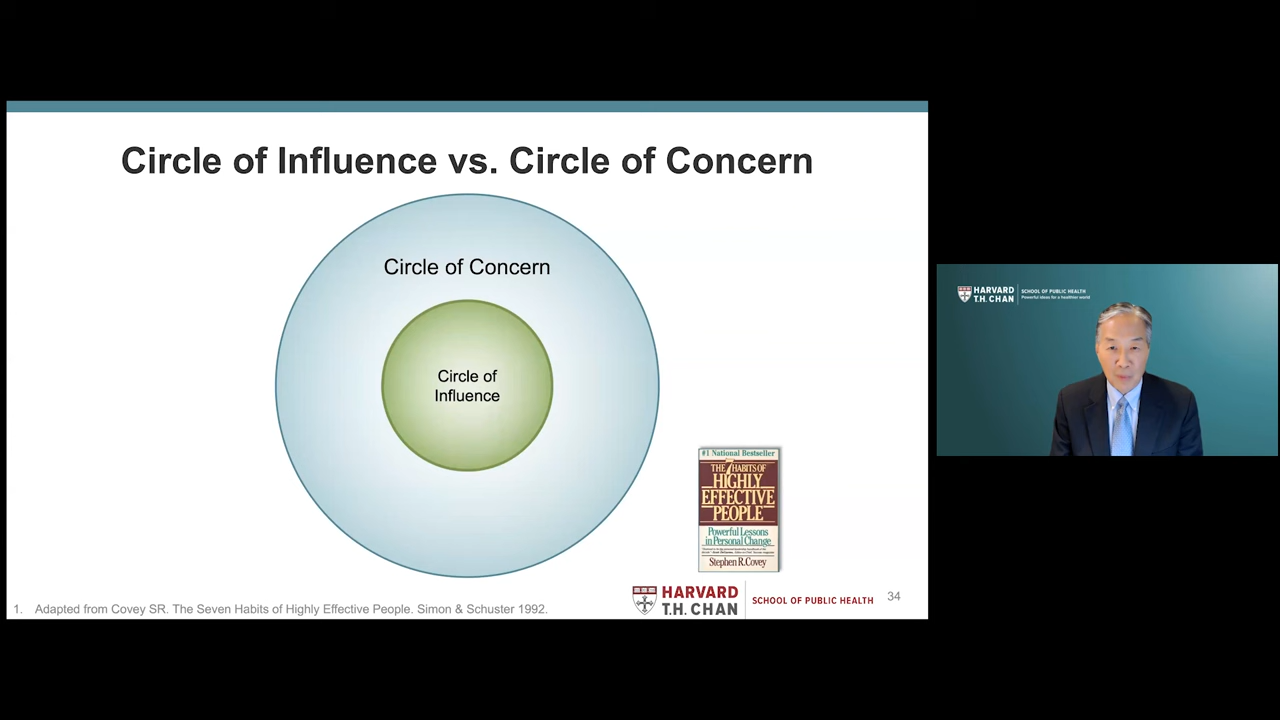 Circle of Influence vs. Circle of Concern
Circle of Concern
Circle of
Influence
#1 National Bestseller
THE 7 HABITS OF
HIGHLY
EFFECTIVE
PEOPLE
Powerful Lessons
in Personal Change
Stephen R. Covey
1. Adapted from Covey SR. The Seven Habits of Highly Effective People. Simon & Schuster 1992.
HARVARD
T.H. CHAN
SCHOOL OF PUBLIC HEALTH
34
HARVARD
T.H. CHAN
SCHOOL OF PUBLIC HEALTH
Powerful ideas for a healthier world